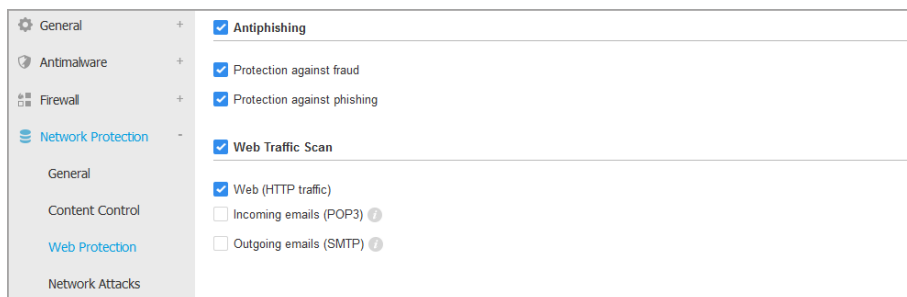 General +
Antimalware +
Firewall +
Network Protection -
General
Content Control
Web Protection
Network Attacks
Antiphishing
Protection against fraud
Protection against phishing
Web Traffic Scan
Web (HTTP traffic)
Incoming emails (POP3) i
Outgoing emails (SMTP) i